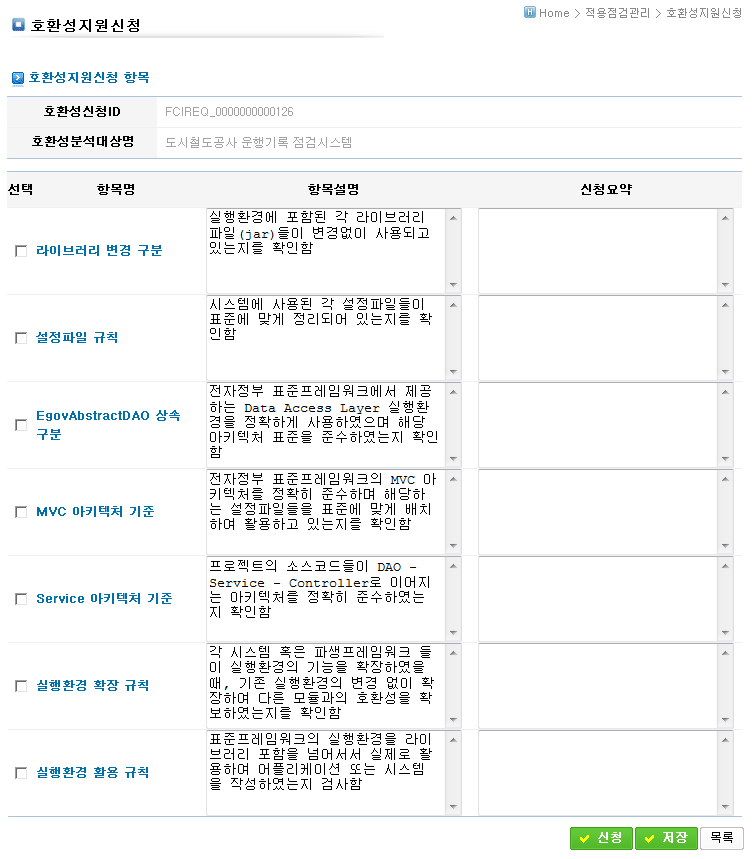 호환성지원신청
Home > 적용점검관리 > 호환성지원신청
호환성지원신청 항목
호환성신청ID
FCIREQ_0000000000126
호환성분석대상명
도시철도공사 운행기록 점검시스템
선택 항목명 항목설명 신청요약
라이브러리 변경 구분
실행환경에 포함된 각 라이브러리
파일(jar)들이 변경없이 사용되고
있는지를 확인함
설정파일 규칙
시스템에 사용된 각 설정파일들이
표준에 맞게 정리되어 있는지를 확
인함
EgovAbstractDAO 상속
구분
전자정부 표준프레임워크에서 제공
하는 Data Access Layer 실행환
경을 정확하게 사용하였으며 해당
아키텍처 표준을 준수하였는지 확인
함
MVC 아키텍처 기준
전자정부 표준프레임워크의 MVC 아
키텍처를 정확히 준수하며 해당하
는 설정파일들을 표준에 맞게 배치
하여 활용하고 있는지를 확인함
Service 아키텍처 기준
프로젝트의 소스코드들이 DAO -
Service - Controller로 이어지
는 아키텍처를 정확히 준수하였는
지 확인함
실행환경 확장 규칙
각 시스템 혹은 파생프레임워크 들
이 실행환경의 기능을 확장하였을
때, 기존 실행환경의 변경 없이 확
장하여 다른 모듈과의 호환성을 확
보하였는지를 확인함
실행환경 활용 규칙
표준프레임워크의 실행환경을 라이
브러리 포함을 넘어서서 실제로 활
용하여 어플리케이션 또는 시스템
을 작성하였는지 검사함
신청 저장 목록